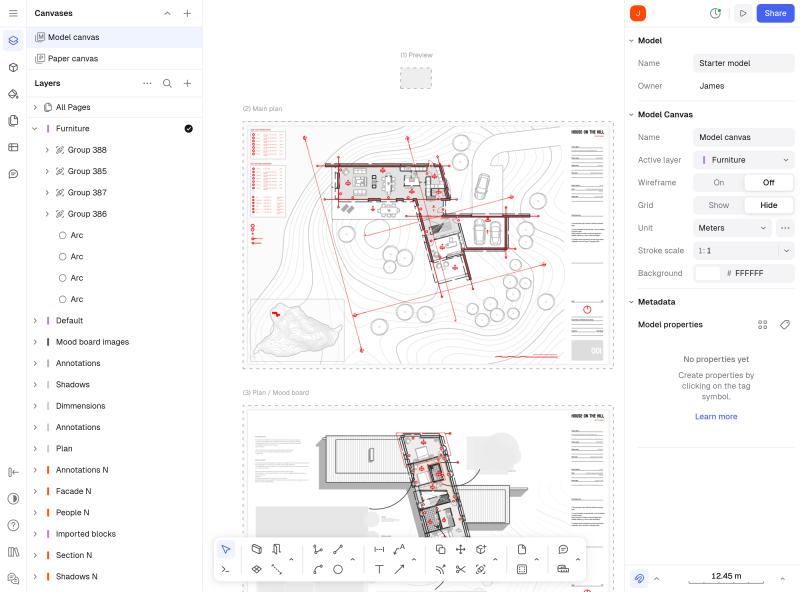 Canvases
Model canvas
Paper canvas
Layers
All Pages
Furniture
Group 388
Group 385
Group 387
Group 386
Arc
Arc
Arc
Arc
Default
Mood board images
Annotations
Shadows
Dimmensions
Annotations
Plan
Annotations N
Facade N
People N
Imported blocks
Section N
Shadows N
(1) Preview
(2) Main plan
HOUSE ON THE HILL
001
(3) Plan / Mood board
HOUSE ON THE HILL
J
Share
Model
Name Starter model
Owner James
Model Canvas
Name Model canvas
Active layer Furniture
Wireframe On Off
Grid Show Hide
Unit Meters
Stroke scale 1: 1
Background # FFFFFF
Metadata
Model properties
No properties yet
Create properties by
clicking on the tag
symbol.
Learn more
12.45 m